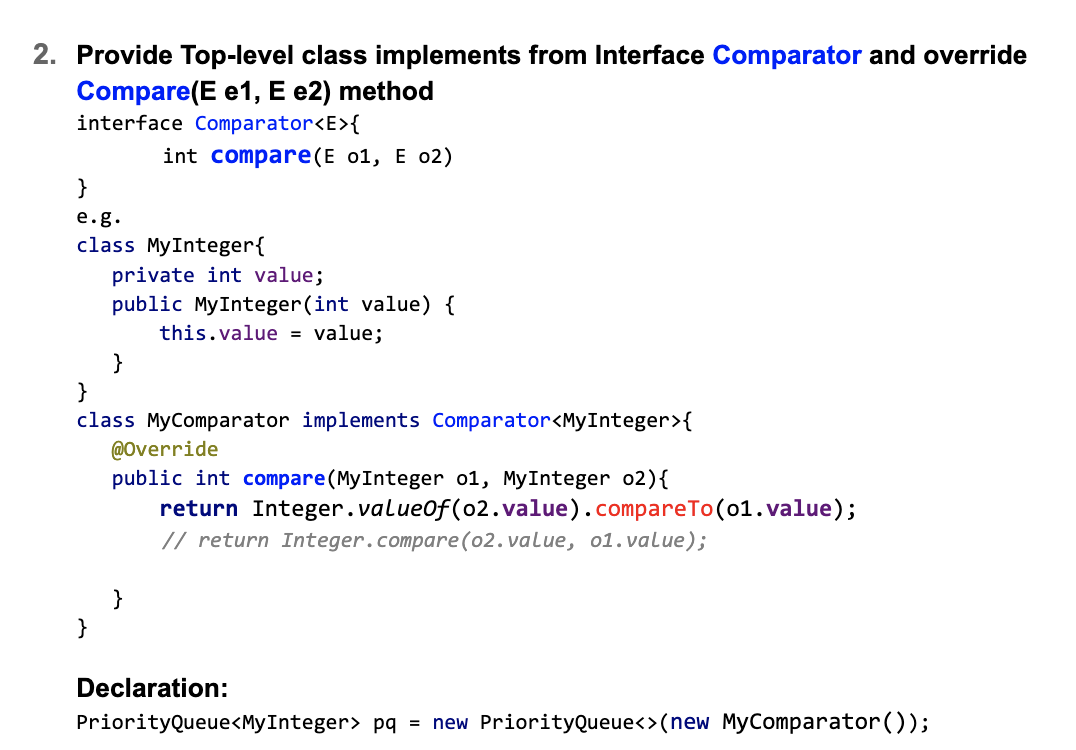 2. Provide Top-level class implements from Interface Comparator and override
Compare(E e1, E e2) method
interface Comparator<E>{
int compare(E o1, E o2)
}
e.g.
class MyInteger{
private int value;
public MyInteger(int value) {
this.value = value;
}
}
class MyComparator implements Comparator<MyInteger>{
@Override
public int compare(MyInteger o1, MyInteger o2){
return Integer.valueOf(o2.value).compareTo(o1.value);
// return Integer.compare(o2.value, o1.value);
}
}
Declaration:
PriorityQueue<MyInteger> pq = new PriorityQueue<>(new MyComparator());